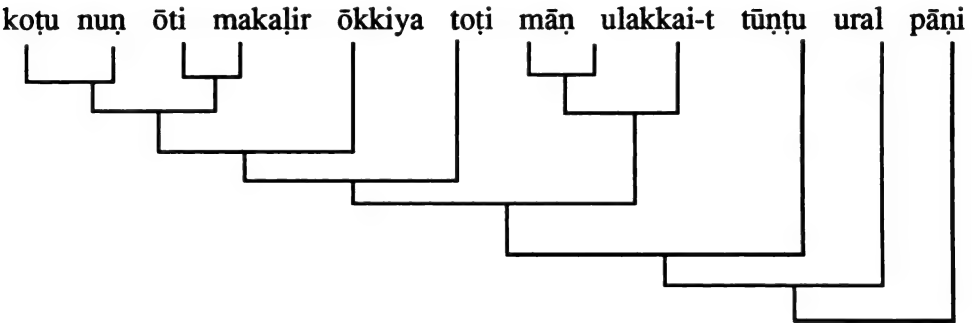 koṭu nuṇ ōti makaḷir ōkkiya toṭi māṇ ulakkai-t tūṇṭu ural pāṇi